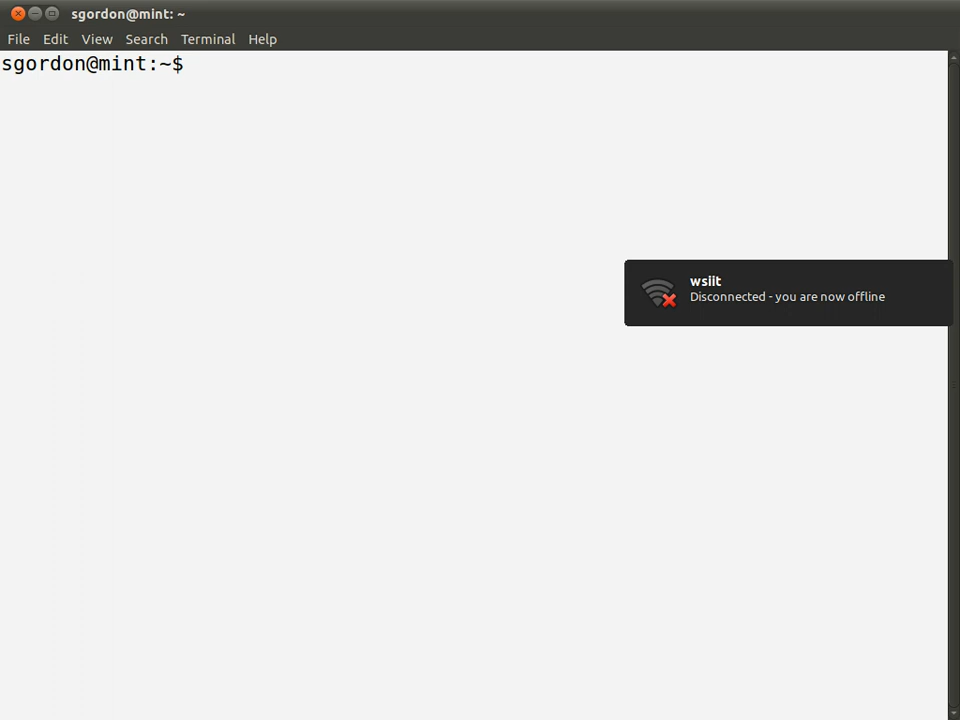 sgordon@mint: ~
File Edit View Search Terminal Help
sgordon@mint:~$
wsiit
Disconnected - you are now offline